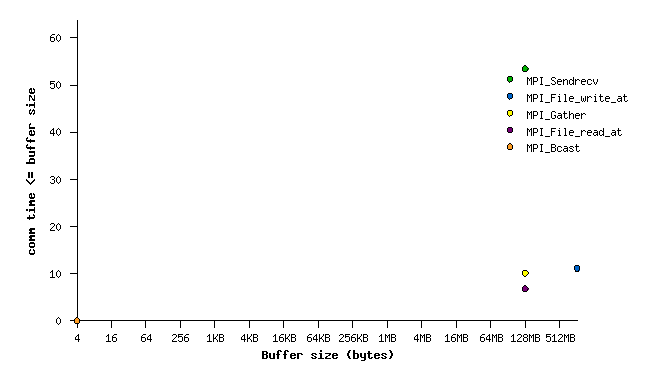 60
50
40
30
20
10
0
comm time <= buffer size
MPI_Sendrecv
MPI_File_write_at
MPI_Gather
MPI_File_read_at
MPI_Bcast
4 16 64 256 1KB 4KB 16KB 64KB 256KB 1MB 4MB 16MB 64MB 128MB 512MB
Buffer size (bytes)